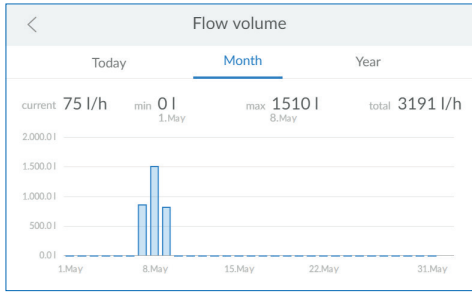 Flow volume
Today Month Year
current 75 l/h min 0 l max 1510 l total 3191 l/h
1.May 8.May
2.000.0 l
1.500.0 l
1.000.0 l
500.0 l
0.0 l
1.May 8.May 15.May 22.May 31.May